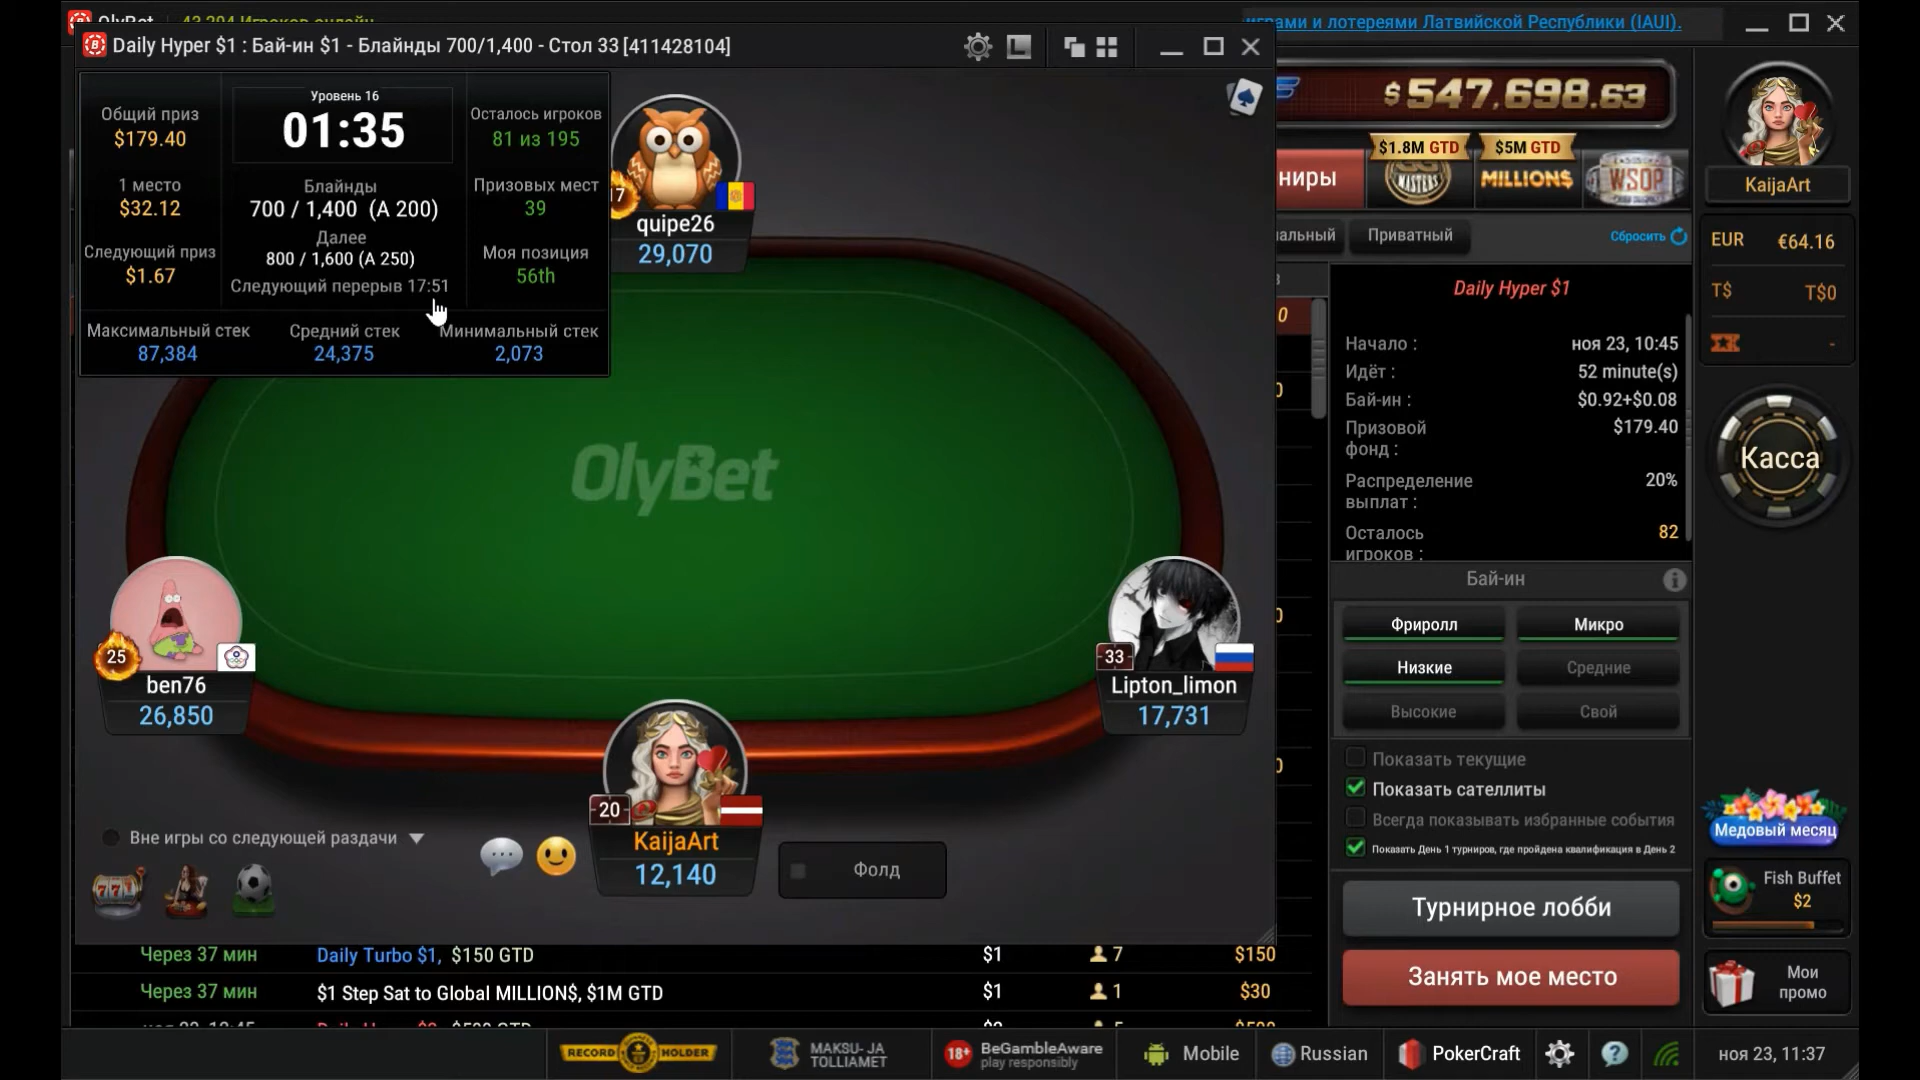 OlyBet
43,294 Игроков онлайн
играми и лотереями Латвийской Республики (IAUI).
Daily Hyper $1 : Бай-ин $1 - Блайнды 700/1,400 - Стол 33 [411428104]
Общий приз
$179.40
1 место
$32.12
Следующий приз
$1.67
Уровень 16
01:35
Блайнды
700 / 1,400 (A 200)
Далее
800 / 1,600 (A 250)
Следующий перерыв 17:51
Осталось игроков
81 из 195
Призовых мест
39
Моя позиция
56th
Максимальный стек
87,384
Средний стек
24,375
Минимальный стек
2,073
17
quipe26
29,070
OlyBet
25
ben76
26,850
33
Lipton_limon
17,731
20
KaijaArt
12,140
Вне игры со следующей раздачи
777
Фолд
Через 37 мин
Daily Turbo $1, $150 GTD
$1
7
$150
Через 37 мин
$1 Step Sat to Global MILLION$, $1M GTD
$1
1
$30
$547,698.63
ниры
$1.8M GTD
MASTERS
$5M GTD
MILLION$
WSOP
альный
Приватный
Сбросить
Daily Hyper $1
Начало :
ноя 23, 10:45
Идёт :
52 minute(s)
Бай-ин :
$0.92+$0.08
Призовой фонд :
$179.40
Распределение выплат :
20%
Осталось игроков :
82
Бай-ин
Фриролл
Микро
Низкие
Средние
Высокие
Свой
Показать текущие
Показать сателлиты
Всегда показывать избранные события
Показать День 1 турниров, где пройдена квалификация в День 2
Турнирное лобби
Занять мое место
KaijaArt
EUR
€64.16
T$
T$0
-
Касса
Медовый месяц
Fish Buffet
$2
Мои промо
RECORD HOLDER
MAKSU- JA TOLLIAMET
18+
BeGambleAware
play responsibly
Mobile
Russian
PokerCraft
ноя 23, 11:37